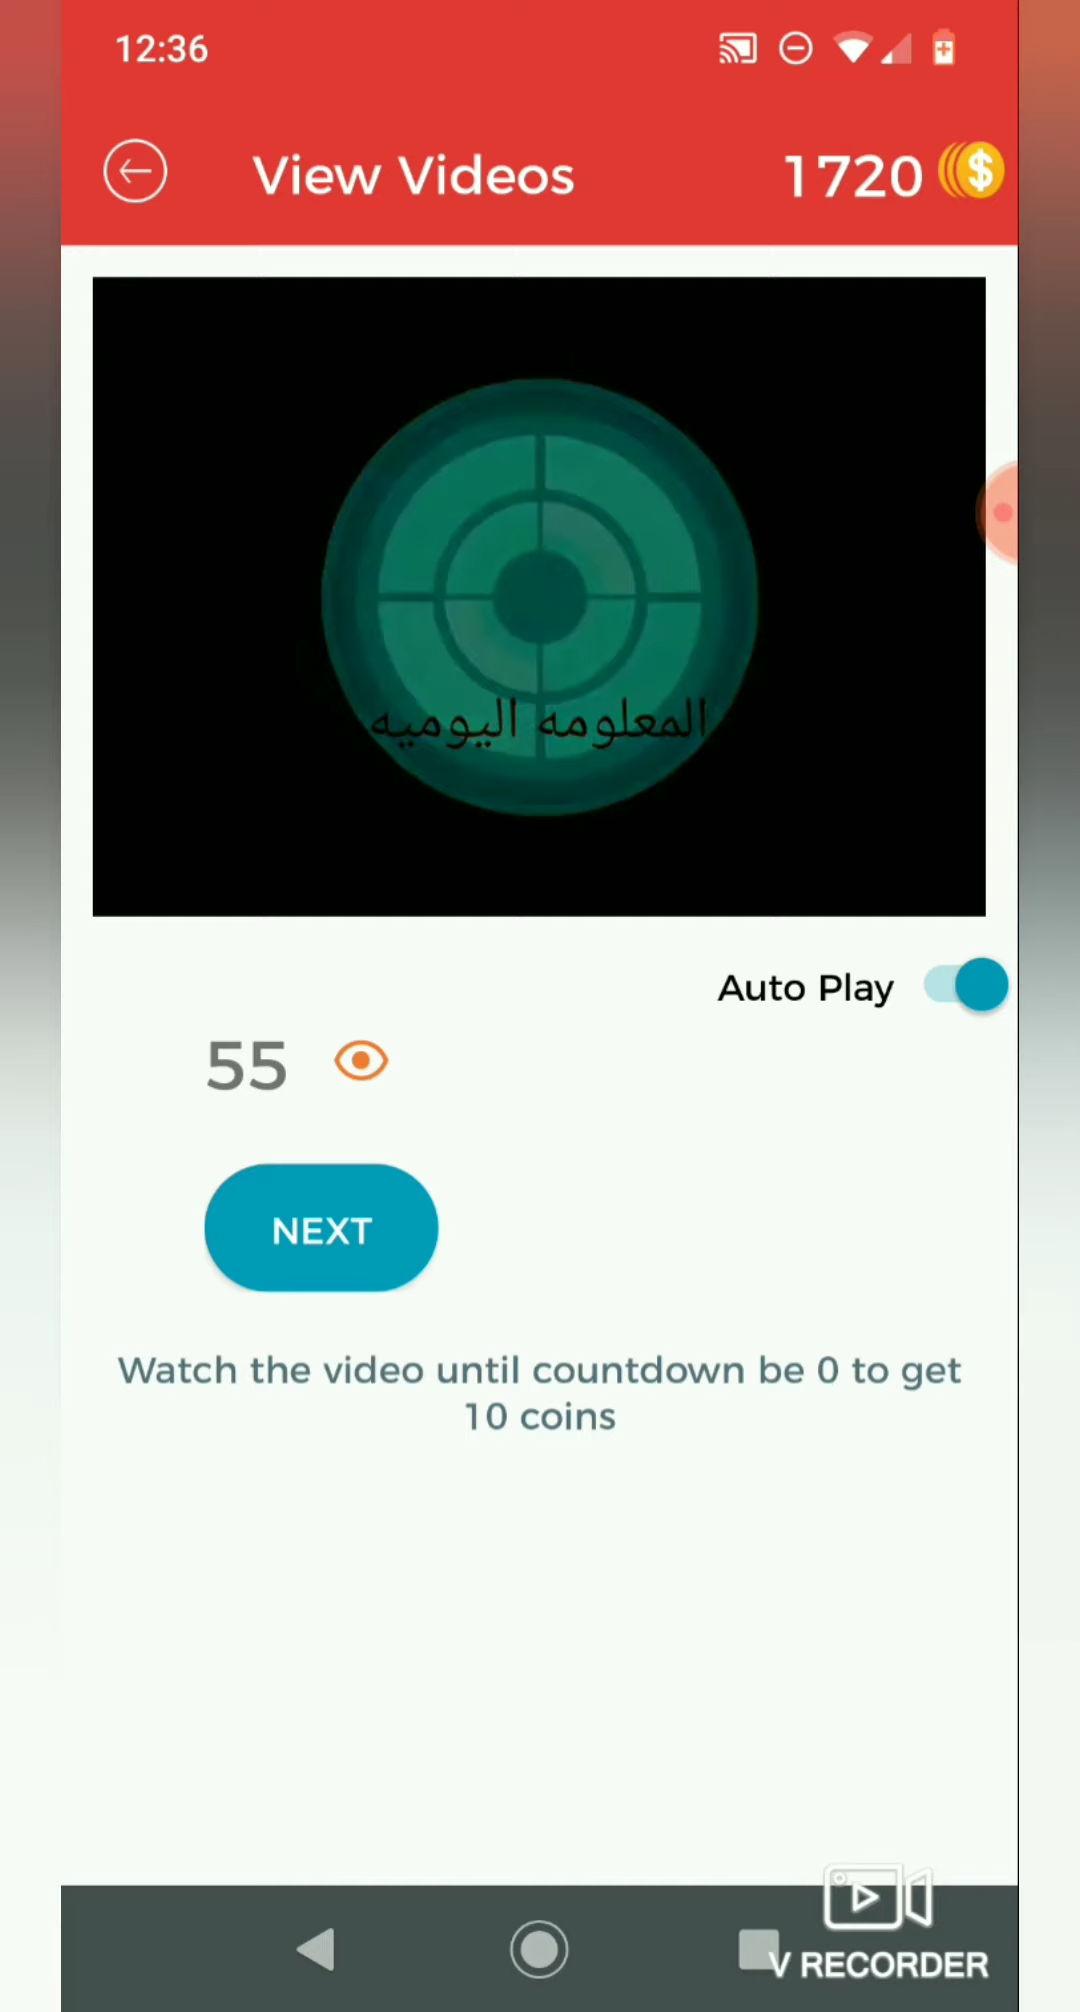 12:36
View Videos
1720
المعلومه اليوميه
Auto Play
55
NEXT
Watch the video until countdown be 0 to get
10 coins
V RECORDER